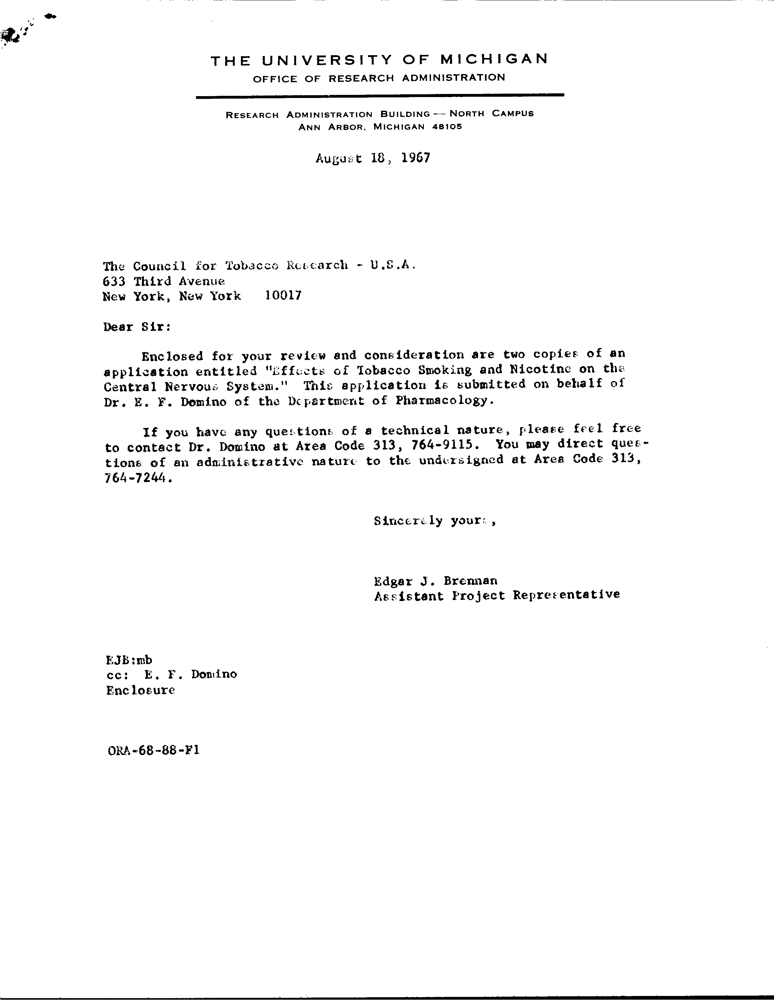 THE UNIVERSITY OF MICHIGAN
OFFICE OF RESEARCH ADMINISTRATION
RESEARCH ADMINISTRATION BUILDING — NORTH CAMPUS
ANN ARBOR, MICHIGAN 48105
August 18, 1967
The Council for Tobacco Research - U.S.A.
633 Third Avenue
New York, New York 10017
Dear Sir:
Enclosed for your review and consideration are two copies of an
application entitled "Effects of Tobacco Smoking and Nicotine on the
Central Nervous System." This application is submitted on behalf of
Dr. E. F. Domino of the Department of Pharmacology.
If you have any questions of a technical nature, please feel free
to contact Dr. Domino at Area Code 313, 764-9115. You may direct ques-
tions of an administrative nature to the undersigned at Area Code 313,
764-7244.
Sincerely yours,
Edgar J. Brennan
Assistant Project Representative
EJB:mb
cc: E. F. Domino
Enclosure
ORA-68-88-F1